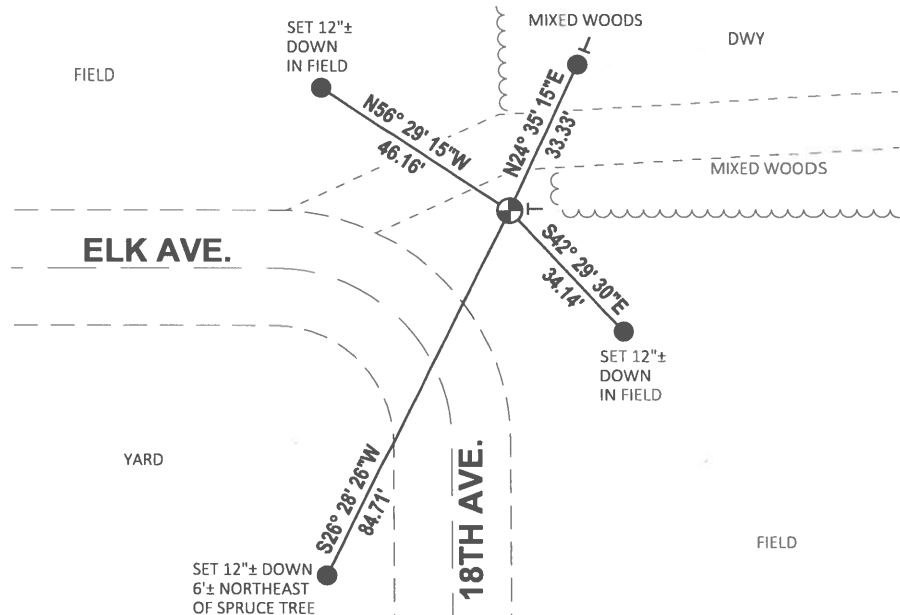 SET 12"±
DOWN
IN FIELD
MIXED WOODS
DWY
FIELD
N56° 29' 15"W
46.16'
N24° 35' 15"E
33.33'
MIXED WOODS
ELK AVE.
S42° 29' 30"E
34.14'
SET 12"±
DOWN
IN FIELD
YARD
S26° 28' 26"W
84.71'
18TH AVE.
FIELD
SET 12"± DOWN
6'± NORTHEAST
OF SPRUCE TREE